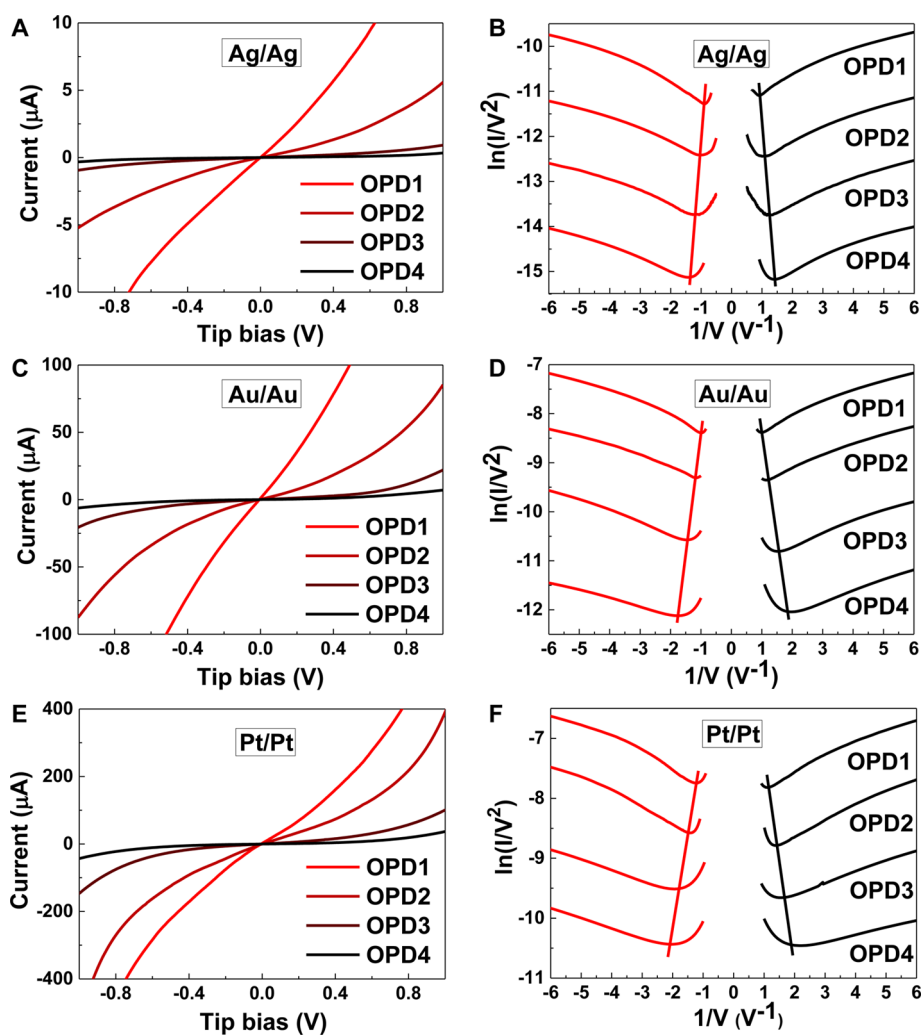 A
Ag/Ag
Current (µA)
10
5
0
-5
-10
OPD1
OPD2
OPD3
OPD4
-0.8 -0.4 0.0 0.4 0.8
Tip bias (V)
B
Ag/Ag
ln(I/V²)
-10
-11
-12
-13
-14
-15
OPD1
OPD2
OPD3
OPD4
-6 -5 -4 -3 -2 -1 0 1 2 3 4 5 6
1/V (V⁻¹)
C
Au/Au
Current (µA)
100
50
0
-50
-100
OPD1
OPD2
OPD3
OPD4
-0.8 -0.4 0.0 0.4 0.8
Tip bias (V)
D
Au/Au
ln(I/V²)
-7
-8
-9
-10
-11
-12
OPD1
OPD2
OPD3
OPD4
-6 -5 -4 -3 -2 -1 0 1 2 3 4 5 6
1/V (V⁻¹)
E
Pt/Pt
Current (µA)
400
200
0
-200
-400
OPD1
OPD2
OPD3
OPD4
-0.8 -0.4 0.0 0.4 0.8
Tip bias (V)
F
Pt/Pt
ln(I/V²)
-7
-8
-9
-10
-11
OPD1
OPD2
OPD3
OPD4
-6 -5 -4 -3 -2 -1 0 1 2 3 4 5 6
1/V (V⁻¹)